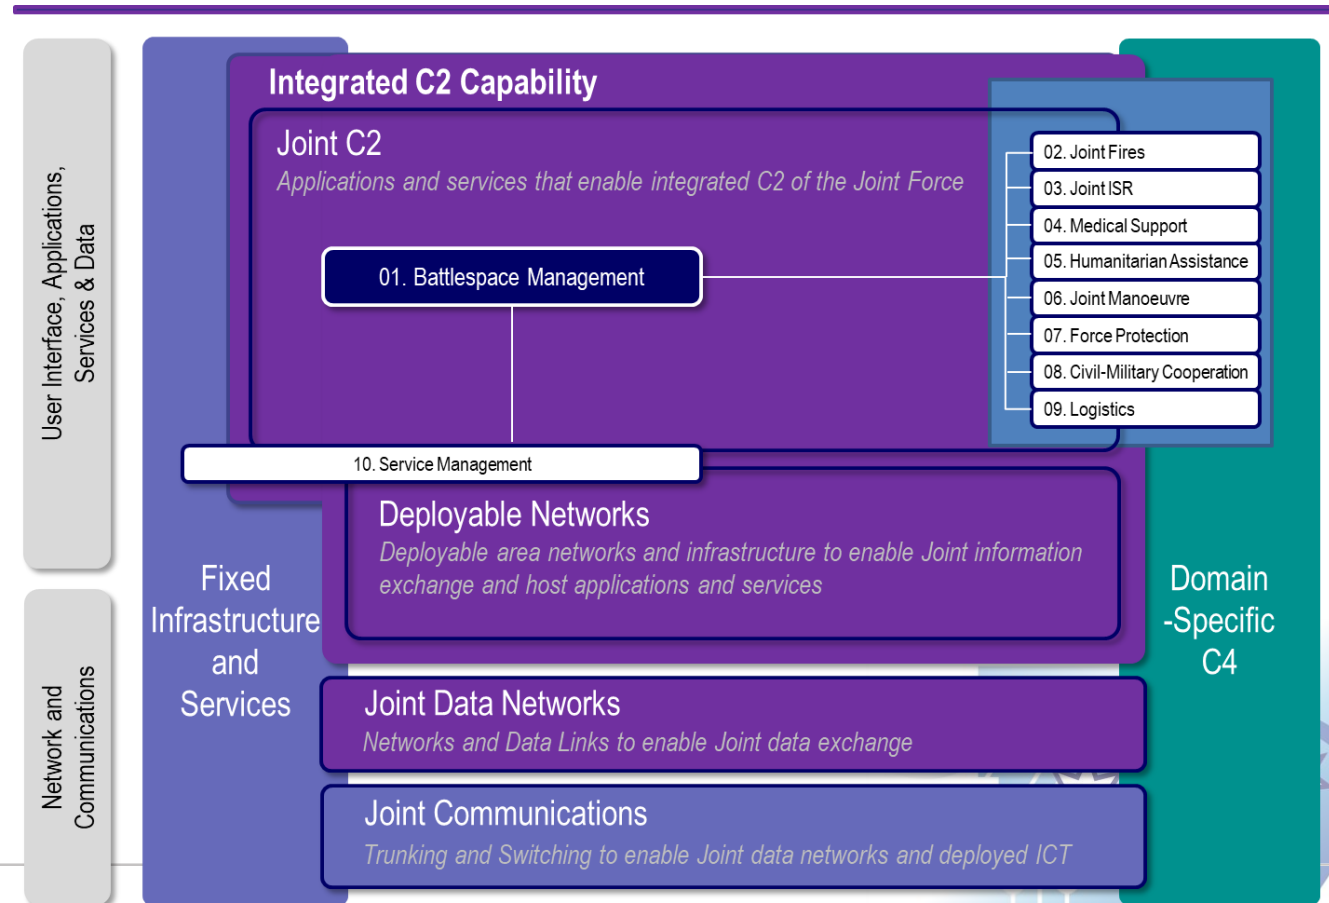 User Interface, Applications,
Services & Data
Network and
Communications
Fixed
Infrastructure
and
Services
Integrated C2 Capability
Joint C2
Applications and services that enable integrated C2 of the Joint Force
01. Battlespace Management
02. Joint Fires
03. Joint ISR
04. Medical Support
05. Humanitarian Assistance
06. Joint Manoeuvre
07. Force Protection
08. Civil-Military Cooperation
09. Logistics
10. Service Management
Deployable Networks
Deployable area networks and infrastructure to enable Joint information
exchange and host applications and services
Joint Data Networks
Networks and Data Links to enable Joint data exchange
Joint Communications
Trunking and Switching to enable Joint data networks and deployed ICT
Domain
-Specific
C4